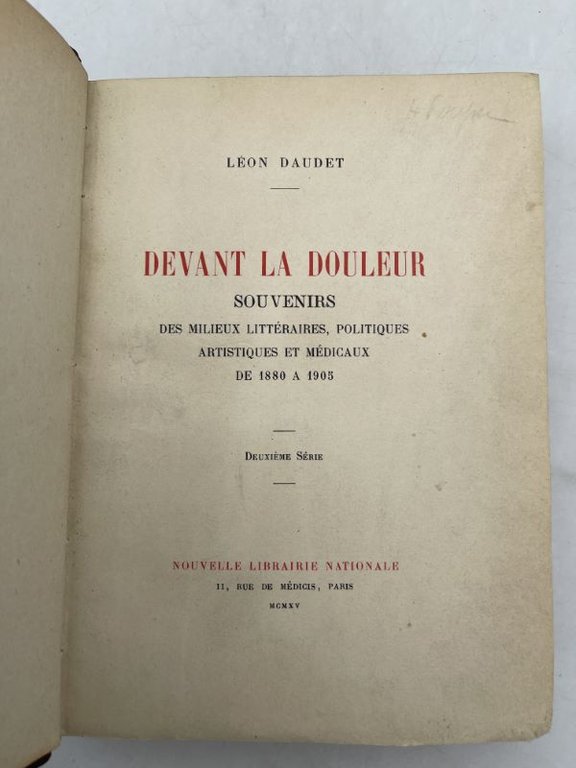 LÉON DAUDET
DEVANT LA DOULEUR
SOUVENIRS
DES MILIEUX LITTÉRAIRES, POLITIQUES
ARTISTIQUES ET MÉDICAUX
DE 1880 A 1905
DEUXIÈME SÉRIE
NOUVELLE LIBRAIRIE NATIONALE
11, RUE DE MÉDICIS, PARIS
MCMXV